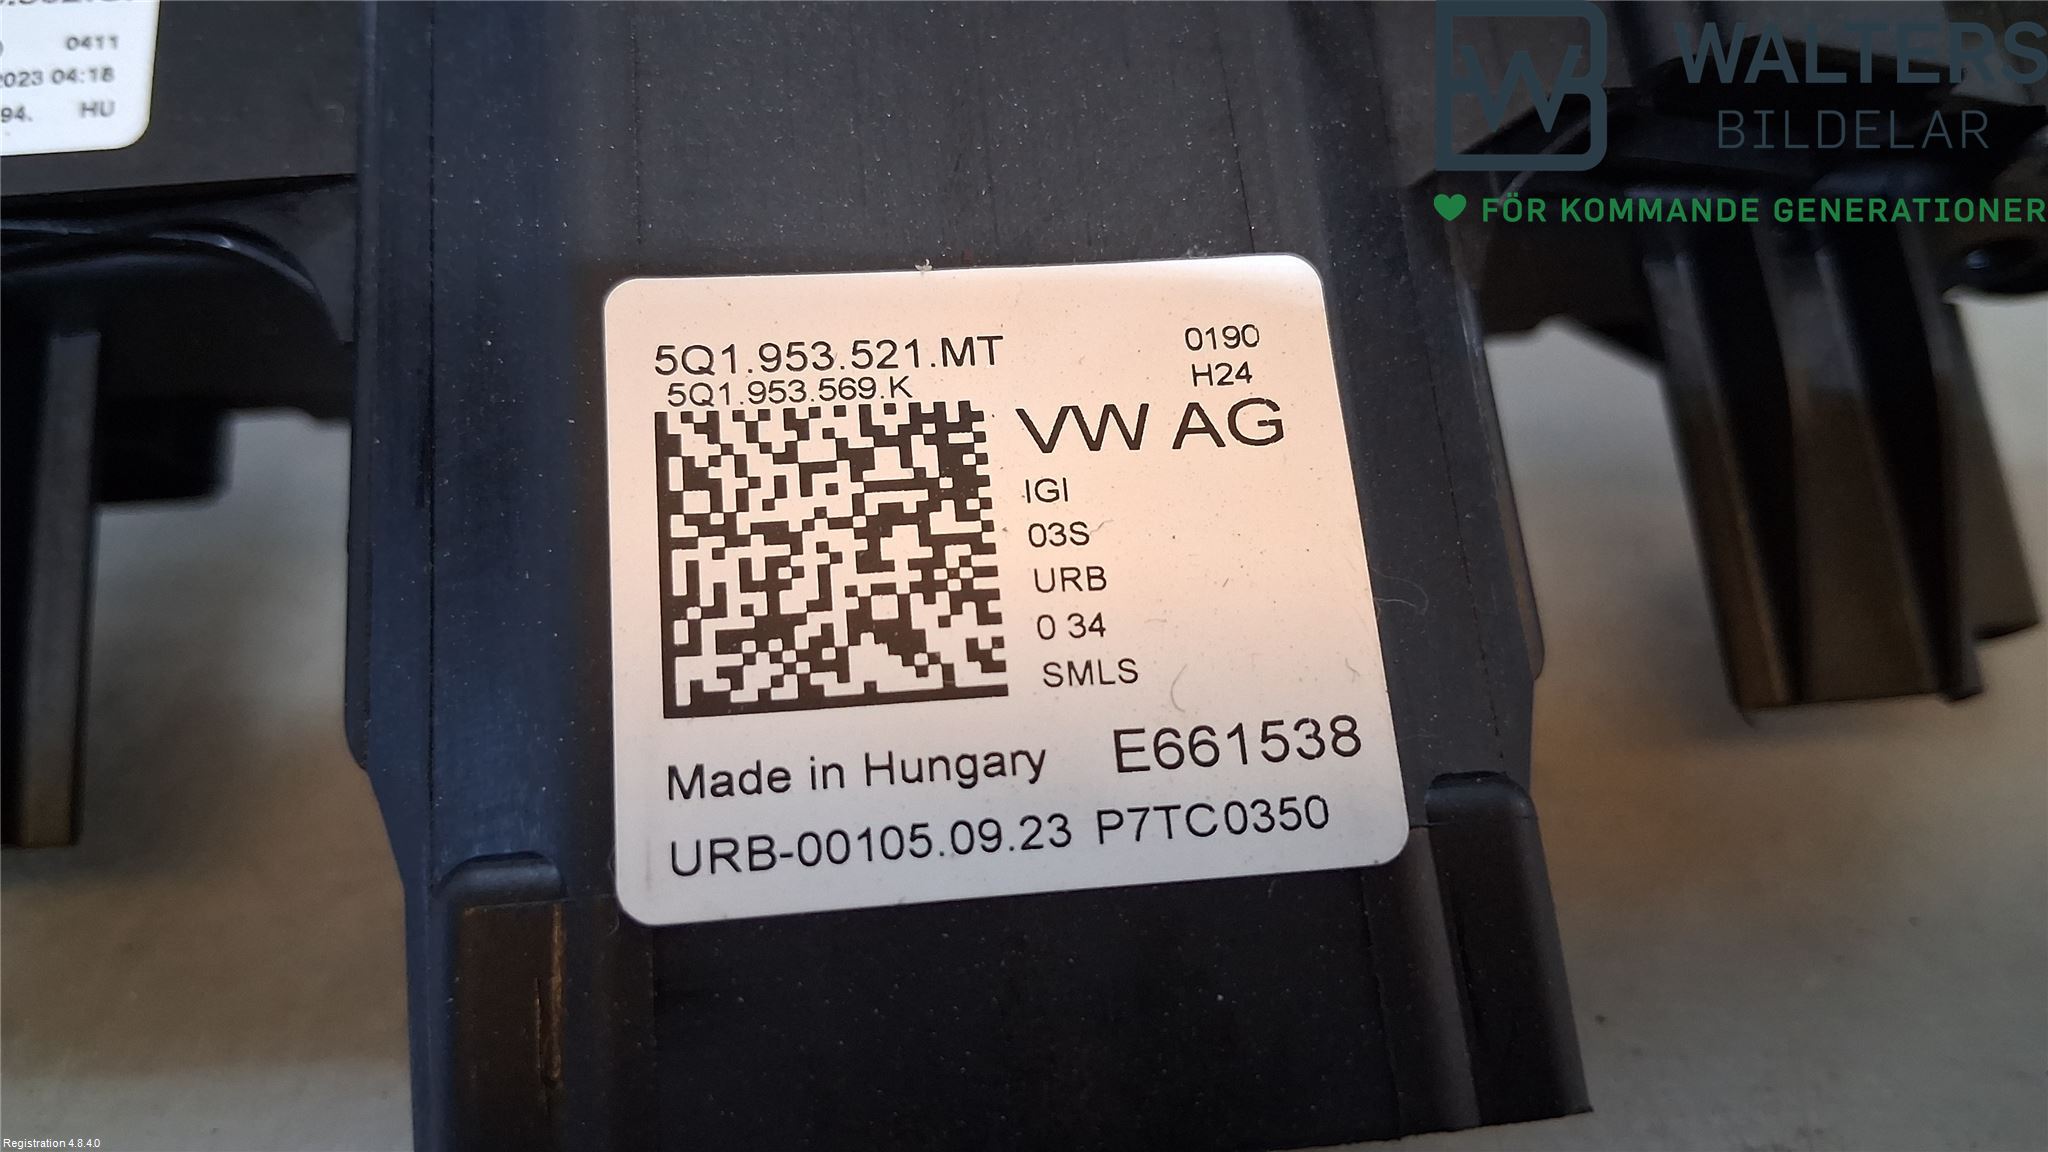 0411
2023 04:18
94. HU
WALTERS
BILDELAR
FÖR KOMMANDE GENERATIONER
5Q1.953.521.MT
5Q1.953.569.K
0190
H24
VW AG
IGI
03S
URB
0 34
SMLS
Made in Hungary E661538
URB-00105.09.23 P7TC0350
Registration 4.8.4.0